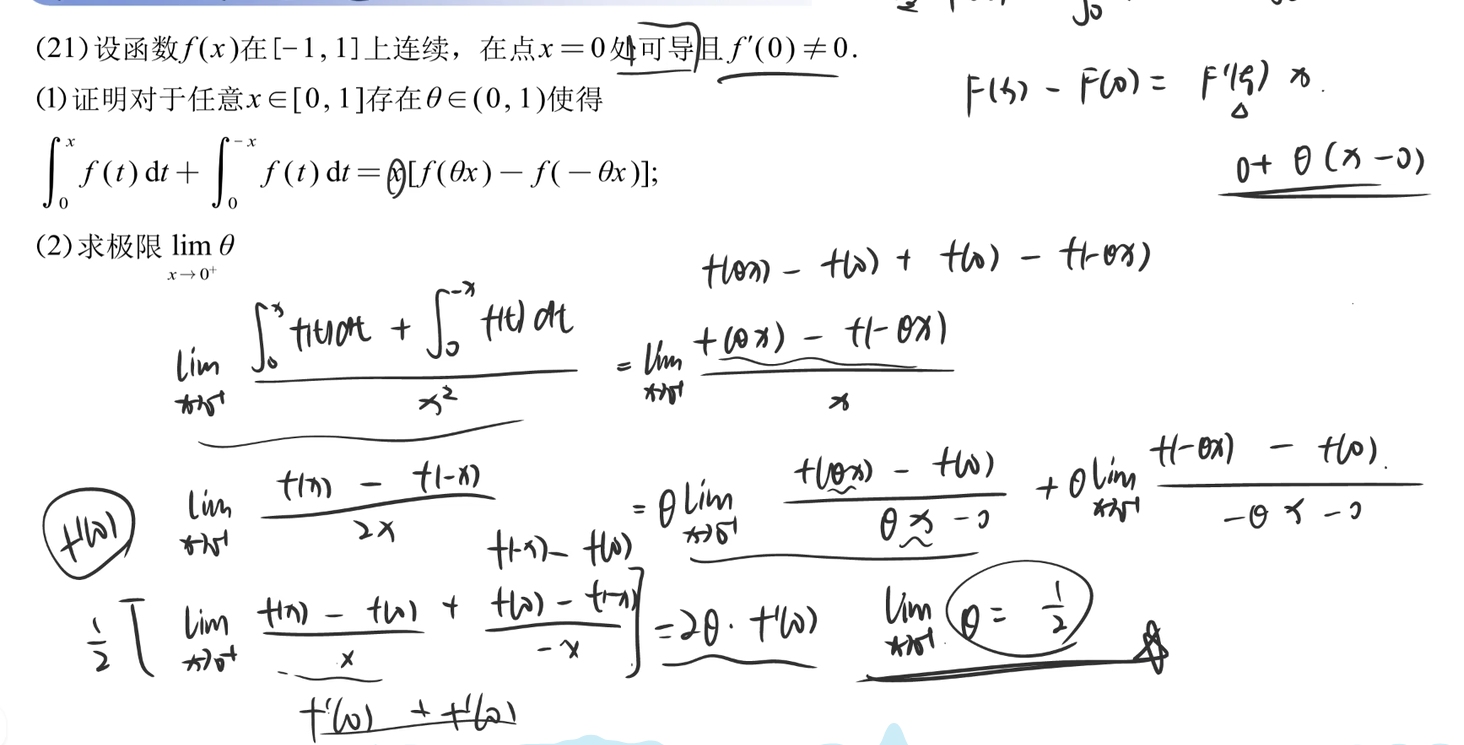 (21)设函数f(x)在[-1,1]上连续，在点x=0处可导且f′(0)≠0.
F(ξ) - F(0) = F'(ξ) x.
(1)证明对于任意x∈[0,1]存在θ∈(0,1)使得
0+ θ(x-0)
∫₀ˣ f(t)dt+∫₀⁻ˣ f(t)dt=x[f(θx)-f(-θx)];
(2)求极限 lim_{x→0⁺} θ
f(θx) - f(0) + f(0) - f(-θx)
lim_{x→0⁺} (∫₀ˣ f(t)dt + ∫₀⁻ˣ f(t)dt) / x² = lim_{x→0⁺} (f(θx) - f(-θx)) / x
f'(0) lim_{x→0⁺} (f(x) - f(-x)) / 2x = θ lim_{x→0⁺} (f(θx) - f(0)) / (θx-0) + θ lim_{x→0⁺} (f(-θx) - f(0)) / (-θx-0)
f(-x) - f(0)
1/2 [ lim_{x→0⁺} (f(x) - f(0)) / x + (f(0) - f(-x)) / -x ] = 2θ·f'(0) lim_{x→0⁺} θ = 1/2
f'(0) + f'(0)